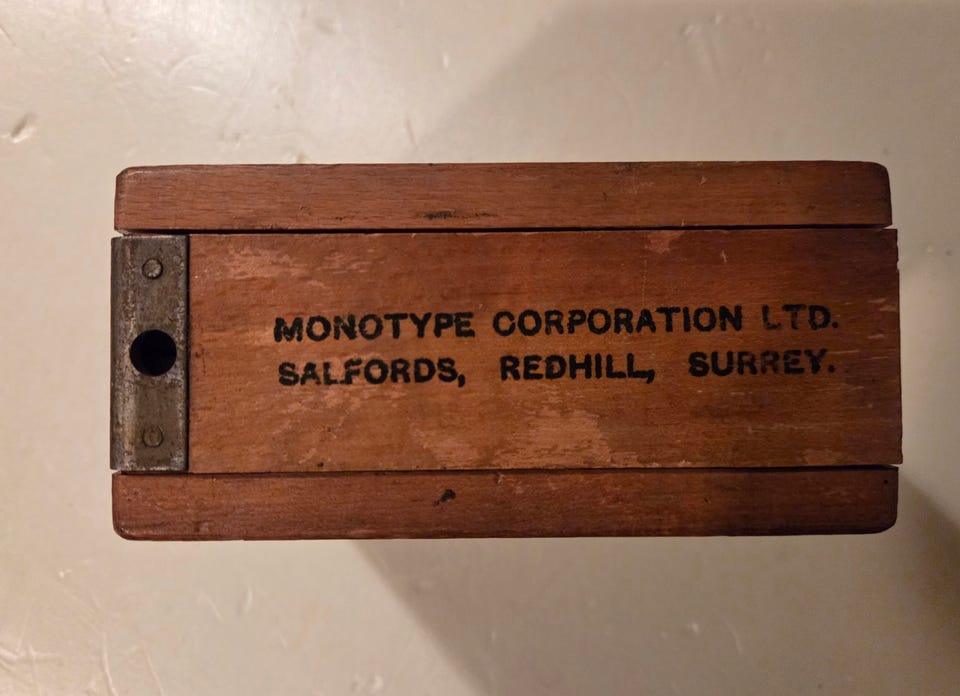 MONOTYPE CORPORATION LTD.
SALFORDS, REDHILL, SURREY.